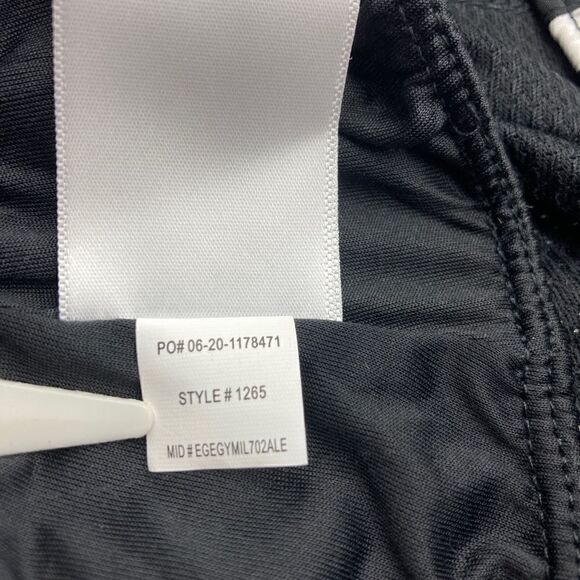 PO# 06-20-1178471
STYLE # 1265
MID # EGEGYMIL702ALE